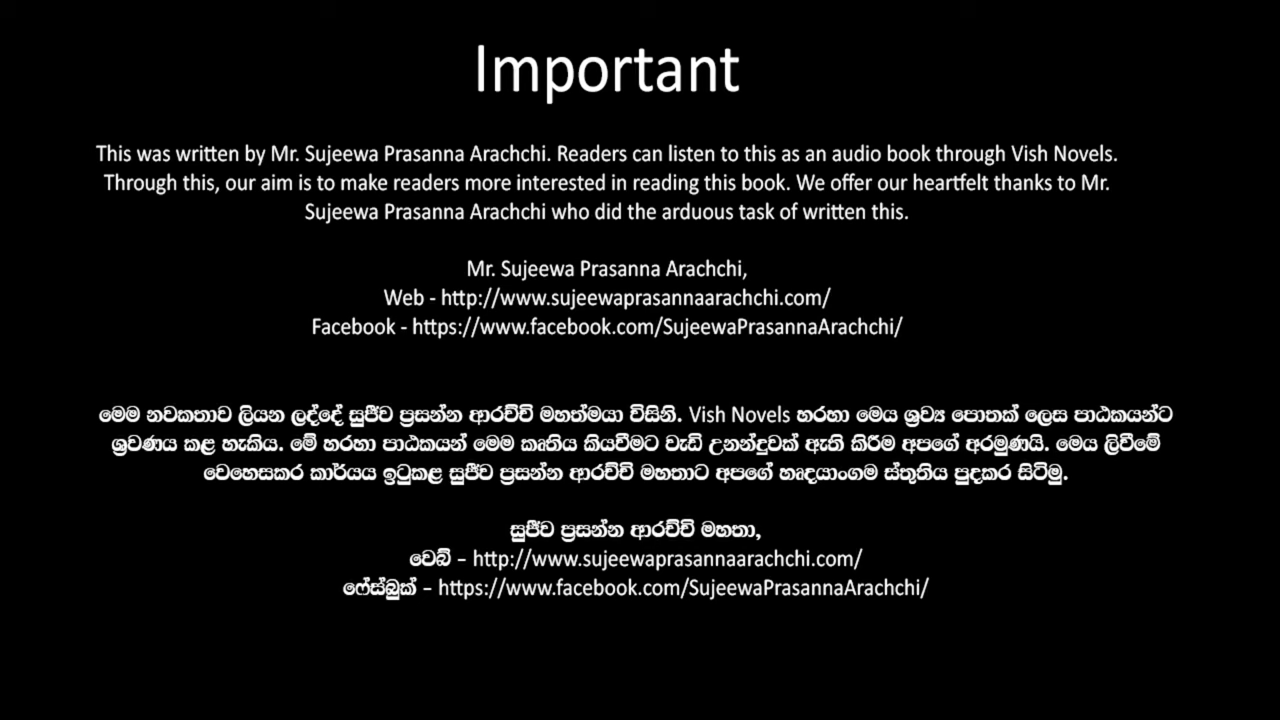 Important
This was written by Mr. Sujeewa Prasanna Arachchi. Readers can listen to this as an audio book through Vish Novels.
Through this, our aim is to make readers more interested in reading this book. We offer our heartfelt thanks to Mr.
Sujeewa Prasanna Arachchi who did the arduous task of written this.
Mr. Sujeewa Prasanna Arachchi,
Web - http://www.sujeewaprasannaarachchi.com/
Facebook - https://www.facebook.com/SujeewaPrasannaArachchi/
මෙම නවකතාව ලියන ලද්දේ සුජීව ප්‍රසන්න ආරච්චි මහත්මයා විසිනි. Vish Novels හරහා මෙය ශ්‍රව්‍ය පොතක් ලෙස පාඨකයන්ට
ශ්‍රවණය කළ හැකිය. මේ හරහා පාඨකයන් මෙම කෘතිය කියවීමට වැඩි උනන්දුවක් ඇති කිරීම අපගේ අරමුණයි. මෙය ලිවීමේ
වෙහෙසකර කාර්යය ඉටුකළ සුජීව ප්‍රසන්න ආරච්චි මහතාට අපගේ හෘදයාංගම ස්තුතිය පුදකර සිටිමු.
සුජීව ප්‍රසන්න ආරච්චි මහතා,
වෙබ් – http://www.sujeewaprasannaarachchi.com/
ෆේස්බුක් – https://www.facebook.com/SujeewaPrasannaArachchi/